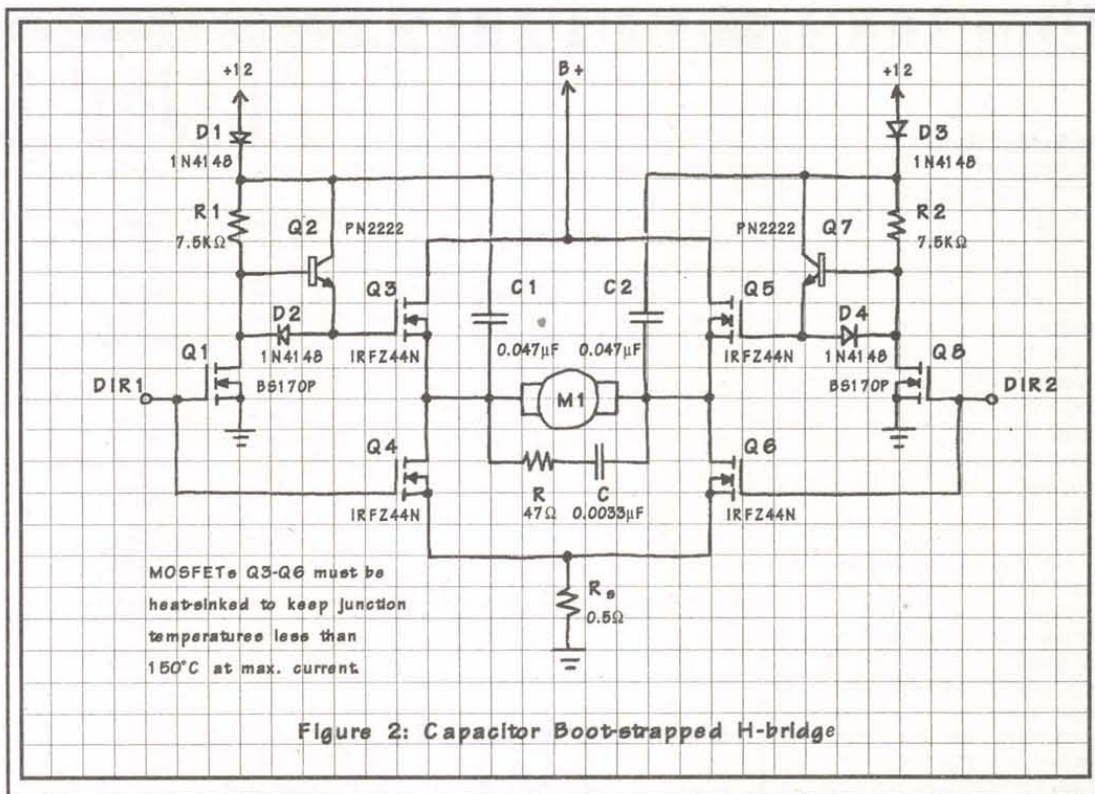 +12
B+
+12
D1
1N4148
D3
1N4148
R1
7.5KΩ
Q2
PN2222
PN2222
Q7
R2
7.5KΩ
Q3
C1
C2
Q5
D2
1N4148
D4
1N4148
IRFZ44N
0.047µF
0.047µF
IRFZ44N
Q1
Q8
DIR1
BS170P
M1
BS170P
DIR2
Q4
Q6
R
47Ω
C
0.0033µF
IRFZ44N
IRFZ44N
MOSFETs Q3-Q6 must be
heat-sinked to keep junction
temperatures less than
150°C at max. current.
Rs
0.5Ω
Figure 2: Capacitor Boot-strapped H-bridge